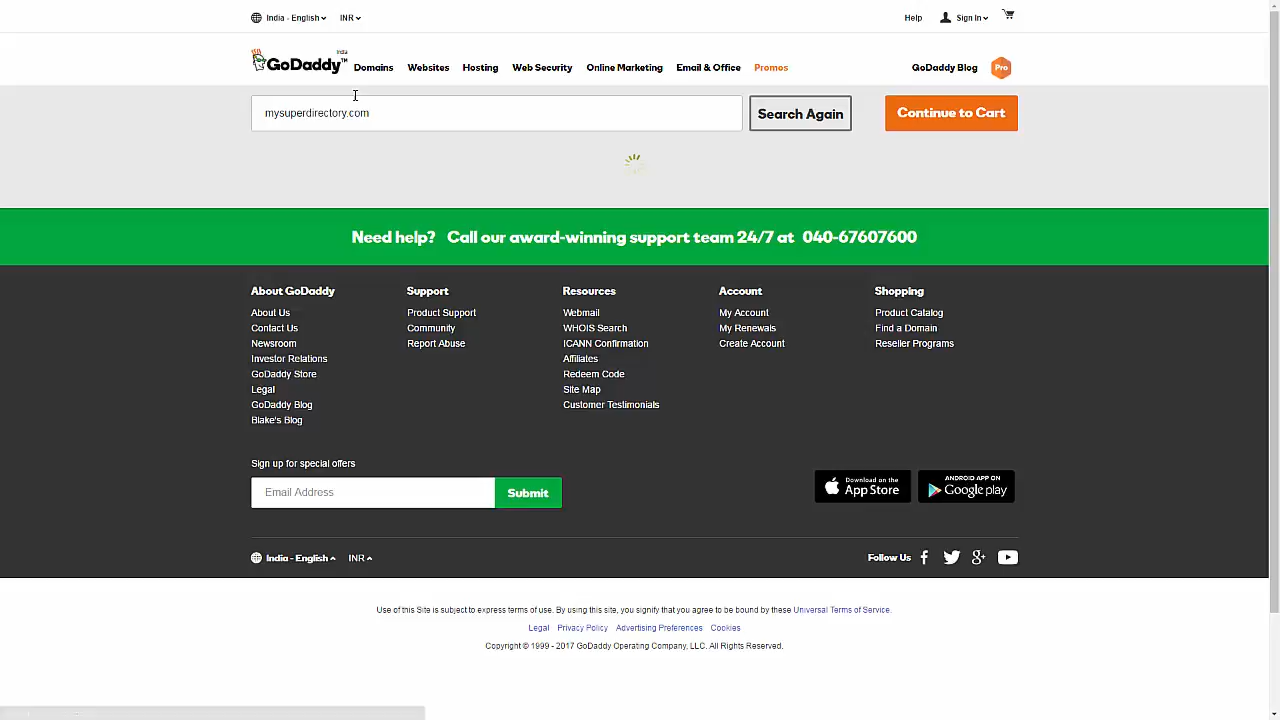 India - English
INR
Help
Sign In
GoDaddy™
India
Domains
Websites
Hosting
Web Security
Online Marketing
Email & Office
Promos
GoDaddy Blog
Pro
mysuperdirectory.com
Search Again
Continue to Cart
Need help? Call our award-winning support team 24/7 at 040-67607600
About GoDaddy
About Us
Contact Us
Newsroom
Investor Relations
GoDaddy Store
Legal
GoDaddy Blog
Blake's Blog
Support
Product Support
Community
Report Abuse
Resources
Webmail
WHOIS Search
ICANN Confirmation
Affiliates
Redeem Code
Site Map
Customer Testimonials
Account
My Account
My Renewals
Create Account
Shopping
Product Catalog
Find a Domain
Reseller Programs
Sign up for special offers
Email Address
Submit
Download on the
App Store
ANDROID APP ON
Google play
India - English
INR
Follow Us
Use of this Site is subject to express terms of use. By using this site, you signify that you agree to be bound by these Universal Terms of Service.
Legal
Privacy Policy
Advertising Preferences
Cookies
Copyright © 1999 - 2017 GoDaddy Operating Company, LLC. All Rights Reserved.